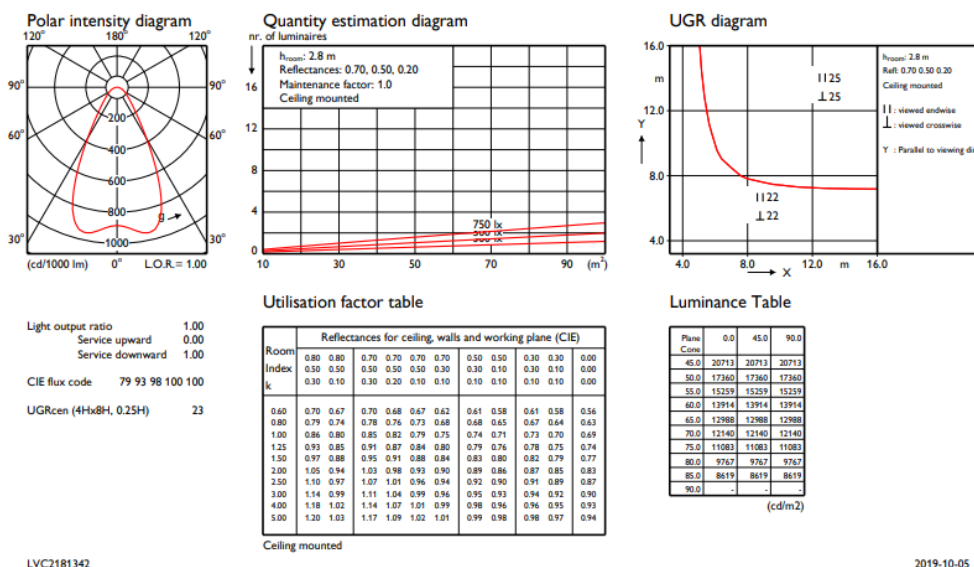 Polar intensity diagram
120° 180° 120°
90° 90°
60° 60°
30° 30°
200
400
600
800
1000
(cd/1000 lm) 0° L.O.R.= 1.00
Quantity estimation diagram
nr. of luminaires
hroom: 2.8 m
Reflectances: 0.70, 0.50, 0.20
Maintenance factor: 1.0
Ceiling mounted
16
12
8
4
0
750 lx
10 30 50 70 90 (m²)
UGR diagram
16.0
m
12.0
Y
8.0
4.0
|| 25
⊥ 25
|| 22
⊥ 22
4.0 8.0 12.0 m 16.0
X
hroom: 2.8 m
Refl: 0.70 0.50 0.20
Ceiling mounted
|| : viewed endwise
⊥ : viewed crosswise
Y : Parallel to viewing di
Light output ratio 1.00
Service upward 0.00
Service downward 1.00
CIE flux code 79 93 98 100 100
UGRcen (4Hx8H, 0.25H) 23
Utilisation factor table
Room Index k
Reflectances for ceiling, walls and working plane (CIE)
0.80 0.80 0.70 0.70 0.70 0.70 0.50 0.50 0.30 0.30 0.00
0.50 0.50 0.50 0.50 0.50 0.30 0.30 0.10 0.30 0.10 0.00
0.30 0.10 0.30 0.20 0.10 0.10 0.10 0.10 0.10 0.10 0.00
0.60 0.70 0.67 0.70 0.68 0.67 0.62 0.61 0.58 0.61 0.58 0.56
0.80 0.79 0.74 0.78 0.76 0.73 0.68 0.68 0.65 0.67 0.64 0.63
1.00 0.86 0.80 0.85 0.82 0.79 0.75 0.74 0.71 0.73 0.70 0.69
1.25 0.93 0.85 0.91 0.87 0.84 0.80 0.79 0.76 0.78 0.75 0.74
1.50 0.97 0.88 0.95 0.91 0.88 0.84 0.83 0.80 0.82 0.79 0.77
2.00 1.05 0.94 1.03 0.98 0.93 0.90 0.89 0.86 0.87 0.85 0.83
2.50 1.10 0.97 1.07 1.01 0.96 0.94 0.92 0.90 0.91 0.89 0.87
3.00 1.14 0.99 1.11 1.04 0.99 0.96 0.95 0.93 0.94 0.92 0.90
4.00 1.18 1.02 1.14 1.07 1.01 0.99 0.98 0.96 0.96 0.95 0.93
5.00 1.20 1.03 1.17 1.09 1.02 1.01 0.99 0.98 0.98 0.97 0.94
Ceiling mounted
Luminance Table
Plane Cone 0.0 45.0 90.0
45.0 20713 20713 20713
50.0 17360 17360 17360
55.0 15259 15259 15259
60.0 13914 13914 13914
65.0 12988 12988 12988
70.0 12140 12140 12140
75.0 11083 11083 11083
80.0 9767 9767 9767
85.0 8619 8619 8619
90.0 - - -
(cd/m2)
LVC2181342 2019-10-05